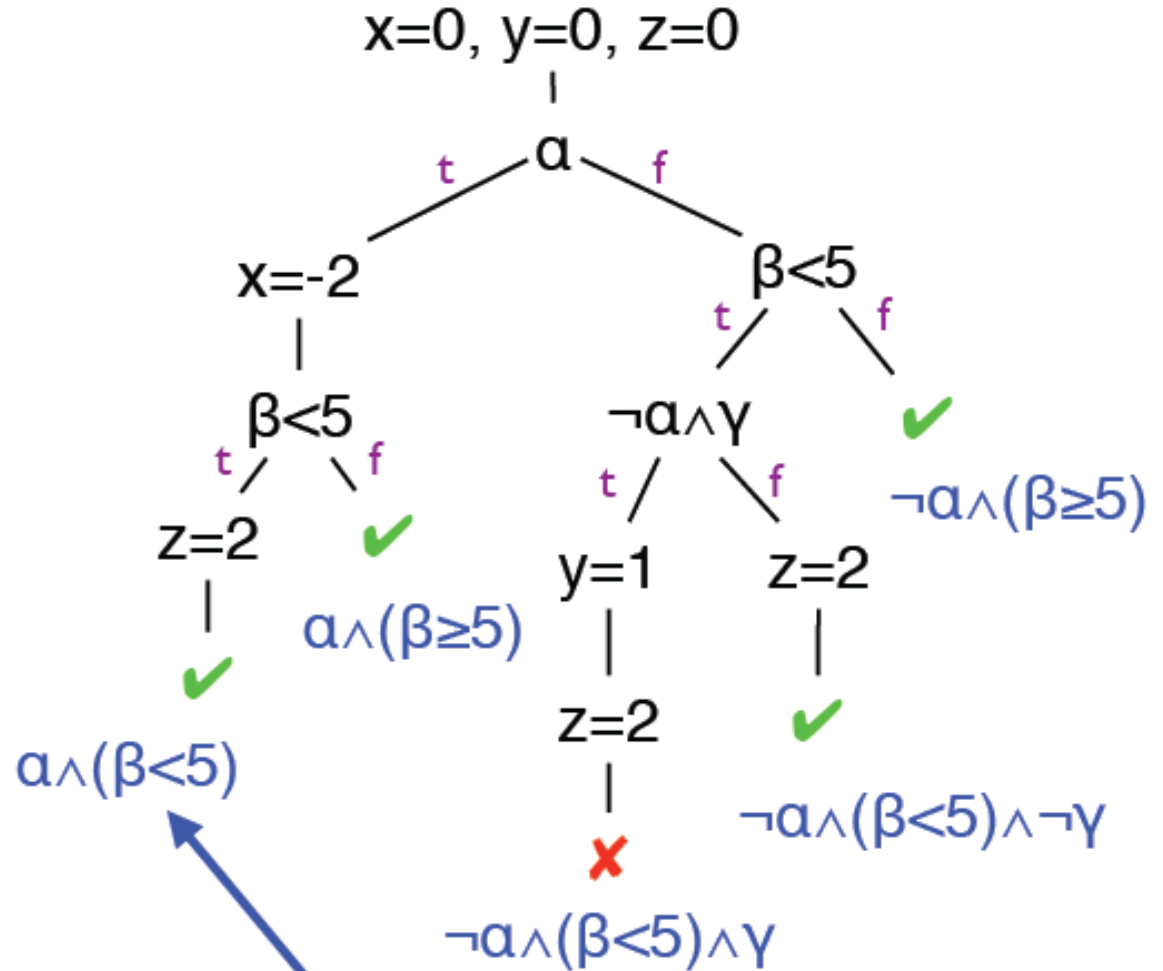 x=0, y=0, z=0
α
t
f
x=-2
β<5
t
f
β<5
t
f
¬α∧γ
t
f
¬α∧(β≥5)
z=2
y=1
z=2
α∧(β≥5)
z=2
α∧(β<5)
¬α∧(β<5)∧¬γ
¬α∧(β<5)∧γ